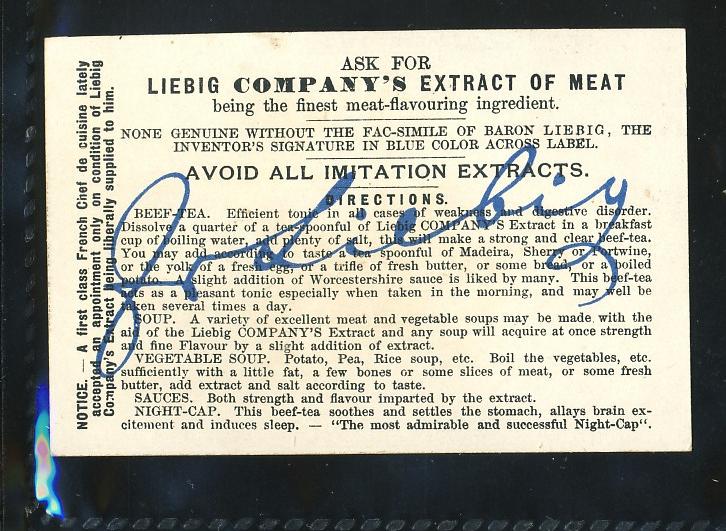 ASK FOR
LIEBIG COMPANY'S EXTRACT OF MEAT
being the finest meat-flavouring ingredient.
NONE GENUINE WITHOUT THE FAC-SIMILE OF BARON LIEBIG, THE
INVENTOR'S SIGNATURE IN BLUE COLOR ACROSS LABEL.
AVOID ALL IMITATION EXTRACTS.
DIRECTIONS.
BEEF-TEA. Efficient tonic in all cases of weakness and digestive disorder.
Dissolve a quarter of a tea-spoonful of Liebig COMPANY'S Extract in a breakfast
cup of boiling water, add plenty of salt, this will make a strong and clear beef-tea.
You may add according to taste a tea spoonful of Madeira, Sherry or Portwine,
or the yolk of a fresh egg, or a trifle of fresh butter, or some bread, or a boiled
potato. A slight addition of Worcestershire sauce is liked by many. This beef-tea
acts as a pleasant tonic especially when taken in the morning, and may well be
taken several times a day.
SOUP. A variety of excellent meat and vegetable soups may be made with the
aid of the Liebig COMPANY'S Extract and any soup will acquire at once strength
and fine Flavour by a slight addition of extract.
VEGETABLE SOUP. Potato, Pea, Rice soup, etc. Boil the vegetables, etc.
sufficiently with a little fat, a few bones or some slices of meat, or some fresh
butter, add extract and salt according to taste.
SAUCES. Both strength and flavour imparted by the extract.
NIGHT-CAP. This beef-tea soothes and settles the stomach, allays brain ex-
citement and induces sleep. — "The most admirable and successful Night-Cap".
NOTICE. — A first class French Chef de cuisine lately
accepted an appointment only on condition of Liebig
Company's Extract being liberally supplied to him.
J v Liebig